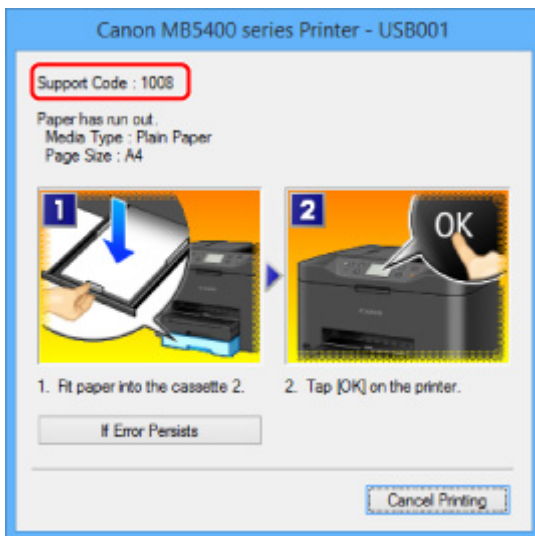 Canon MB5400 series Printer - USB001
Support Code : 1008
Paper has run out.
Media Type : Plain Paper
Page Size : A4
1
2
OK
1. Fit paper into the cassette 2.
2. Tap [OK] on the printer.
If Error Persists
Cancel Printing